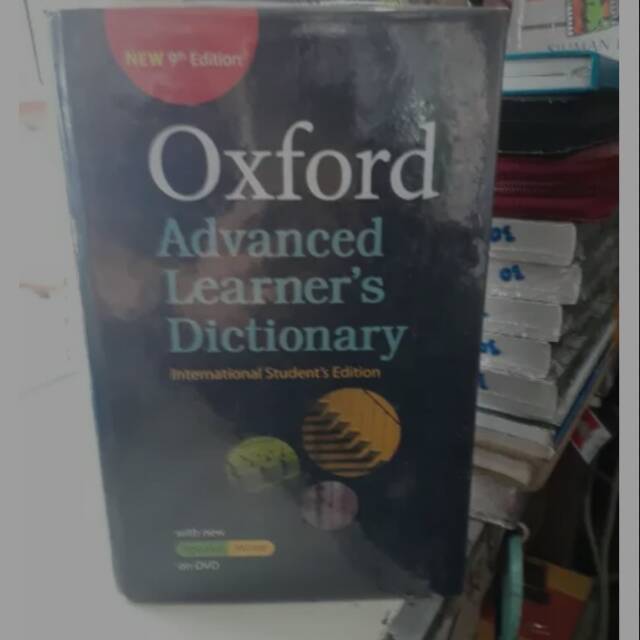 NEW 9th Edition
Oxford
Advanced
Learner's
Dictionary
International Student's Edition
with new
on DVD